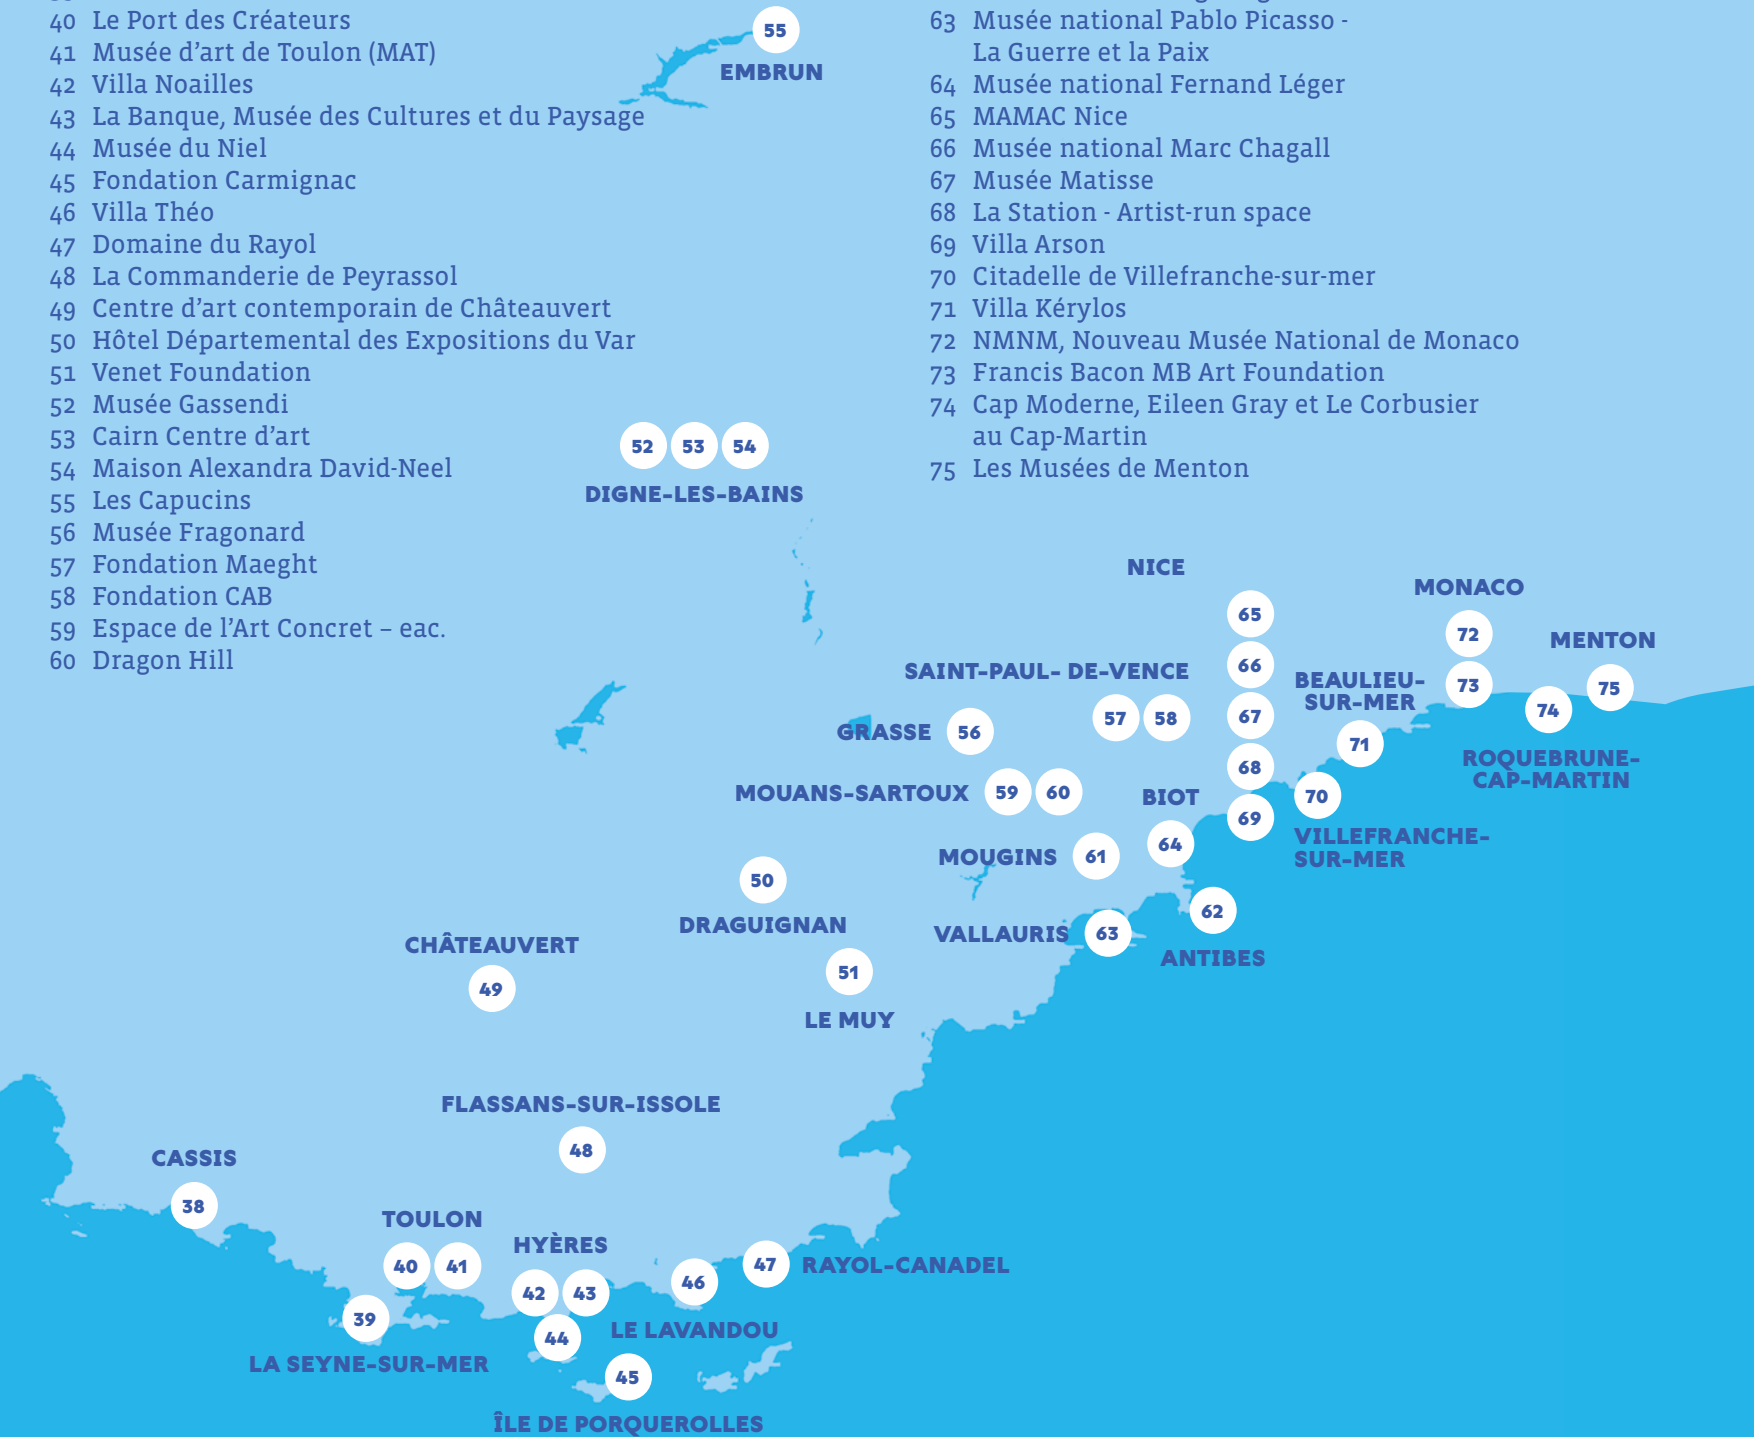 40 Le Port des Créateurs
41 Musée d’art de Toulon (MAT)
42 Villa Noailles
43 La Banque, Musée des Cultures et du Paysage
44 Musée du Niel
45 Fondation Carmignac
46 Villa Théo
47 Domaine du Rayol
48 La Commanderie de Peyrassol
49 Centre d’art contemporain de Châteauvert
50 Hôtel Départemental des Expositions du Var
51 Venet Foundation
52 Musée Gassendi
53 Cairn Centre d’art
54 Maison Alexandra David-Neel
55 Les Capucins
56 Musée Fragonard
57 Fondation Maeght
58 Fondation CAB
59 Espace de l’Art Concret – eac.
60 Dragon Hill
63 Musée national Pablo Picasso -
La Guerre et la Paix
64 Musée national Fernand Léger
65 MAMAC Nice
66 Musée national Marc Chagall
67 Musée Matisse
68 La Station - Artist-run space
69 Villa Arson
70 Citadelle de Villefranche-sur-mer
71 Villa Kérylos
72 NMNM, Nouveau Musée National de Monaco
73 Francis Bacon MB Art Foundation
74 Cap Moderne, Eileen Gray et Le Corbusier
au Cap-Martin
75 Les Musées de Menton
55
EMBRUN
52 53 54
DIGNE-LES-BAINS
NICE
65
66
67
68
69
MONACO
72
73
MENTON
75
74
ROQUEBRUNE-
CAP-MARTIN
BEAULIEU-
SUR-MER
71
70
VILLEFRANCHE-
SUR-MER
SAINT-PAUL- DE-VENCE
57 58
GRASSE 56
MOUANS-SARTOUX 59 60
BIOT
64
MOUGINS 61
62
ANTIBES
VALLAURIS 63
50
DRAGUIGNAN
51
LE MUY
CHÂTEAUVERT
49
FLASSANS-SUR-ISSOLE
48
CASSIS
38
TOULON
40 41
39
LA SEYNE-SUR-MER
HYÈRES
42 43
44
46
LE LAVANDOU
47 RAYOL-CANADEL
45
ÎLE DE PORQUEROLLES